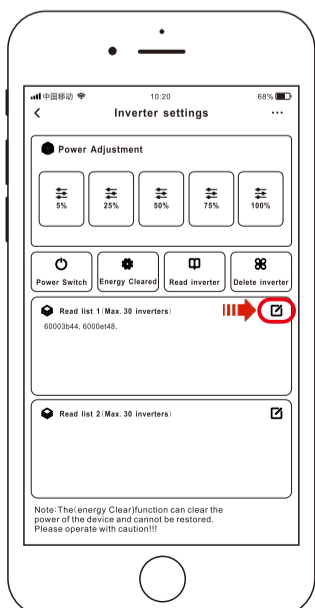 中国移动 10:20 68%
Inverter settings
Power Adjustment
5% 25% 50% 75% 100%
Power Switch Energy Cleared Read inverter Delete inverter
Read list 1(Max. 30 inverters)
60003b44, 6000et48,
Read list 2(Max. 30 inverters)
Note:The(energy Clear)function can clear the
power of the device and cannot be restored.
Please operate with caution!!!